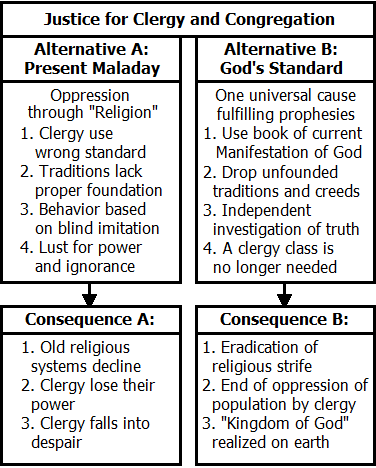 Justice for Clergy and Congregation
Alternative A:
Present Malady
Oppression
through "Religion"
1. Clergy use
wrong standard
2. Traditions lack
proper foundation
3. Behavior based
on blind imitation
4. Lust for power
and ignorance
Alternative B:
God's Standard
One universal cause
fulfilling prophesies
1. Use book of current
Manifestation of God
2. Drop unfounded
traditions and creeds
3. Independent
investigation of truth
4. A clergy class is
no longer needed
Consequence A:
1. Old religious
systems decline
2. Clergy lose their
power
3. Clergy falls into
despair
Consequence B:
1. Eradication of
religious strife
2. End of oppression of
population by clergy
3. "Kingdom of God"
realized on earth